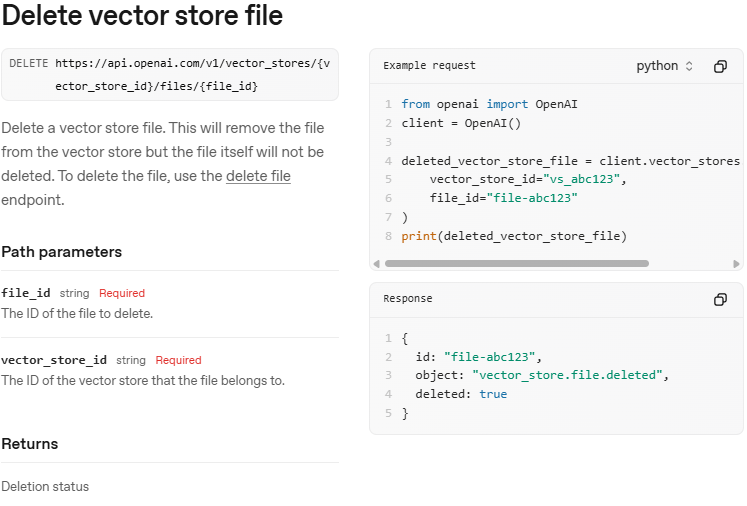 Delete vector store file
DELETE https://api.openai.com/v1/vector_stores/{v
ector_store_id}/files/{file_id}
Delete a vector store file. This will remove the file
from the vector store but the file itself will not be
deleted. To delete the file, use the delete file
endpoint.
Path parameters
file_id string Required
The ID of the file to delete.
vector_store_id string Required
The ID of the vector store that the file belongs to.
Returns
Deletion status
Example request python
1 from openai import OpenAI
2 client = OpenAI()
3
4 deleted_vector_store_file = client.vector_stores
5     vector_store_id="vs_abc123",
6     file_id="file-abc123"
7 )
8 print(deleted_vector_store_file)
Response
1 {
2   id: "file-abc123",
3   object: "vector_store.file.deleted",
4   deleted: true
5 }